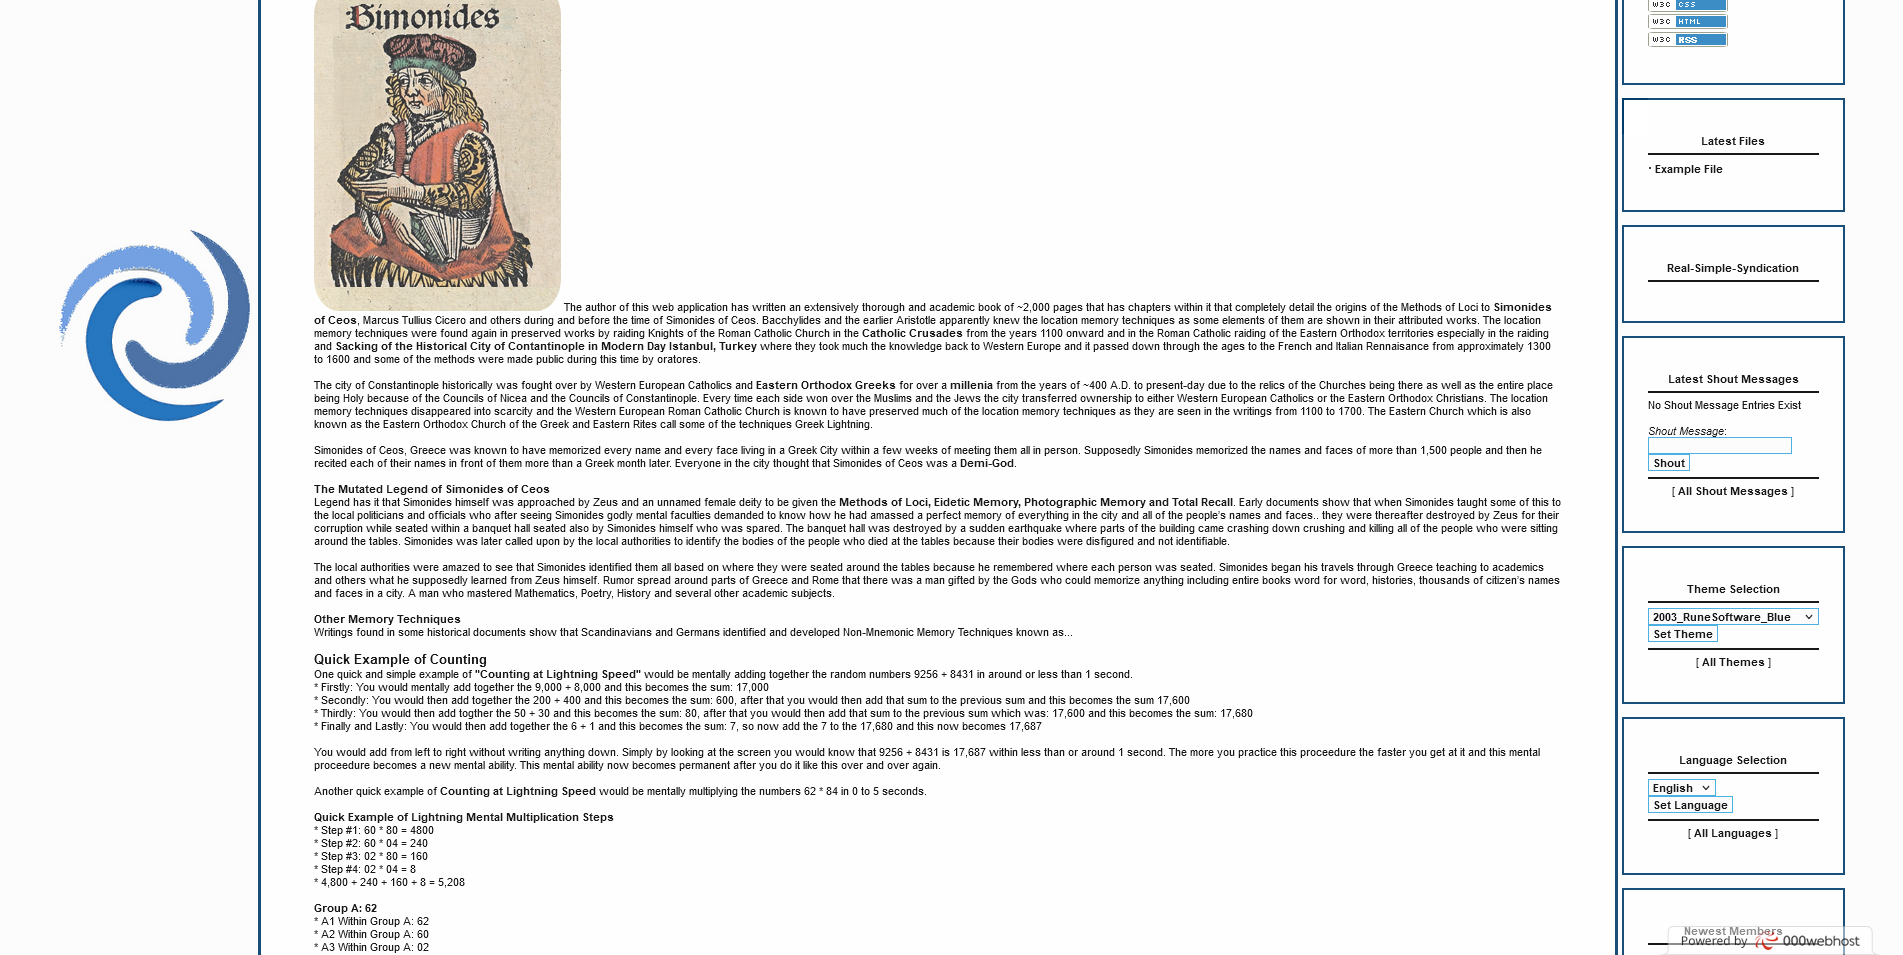 Simonides
The author of this web application has written an extensively thorough and academic book of ~2,000 pages that has chapters within it that completely detail the origins of the Methods of Loci to Simonides
of Ceos, Marcus Tullius Cicero and others during and before the time of Simonides of Ceos. Bacchylides and the earlier Aristotle apparently knew the location memory techniques as some elements of them are shown in their attributed works. The location
memory techniques were found again in preserved works by raiding Knights of the Roman Catholic Church in the Catholic Crusades from the years 1100 onward and in the Roman Catholic raiding of the Eastern Orthodox territories especially in the raiding
and Sacking of the Historical City of Contantinople in Modern Day Istanbul, Turkey where they took much the knowledge back to Western Europe and it passed down through the ages to the French and Italian Rennaisance from approximately 1300
to 1600 and some of the methods were made public during this time by oratores.
The city of Constantinople historically was fought over by Western European Catholics and Eastern Orthodox Greeks for over a millenia from the years of ~400 A.D. to present-day due to the relics of the Churches being there as well as the entire place
being Holy because of the Councils of Nicea and the Councils of Constantinople. Every time each side won over the Muslims and the Jews the city transferred ownership to either Western European Catholics or the Eastern Orthodox Christians. The location
memory techniques disappeared into scarcity and the Western European Roman Catholic Church is known to have preserved much of the location memory techniques as they are seen in the writings from 1100 to 1700. The Eastern Church which is also
known as the Eastern Orthodox Church of the Greek and Eastern Rites call some of the techniques Greek Lightning.
Simonides of Ceos, Greece was known to have memorized every name and every face living in a Greek City within a few weeks of meeting them all in person. Supposedly Simonides memorized the names and faces of more than 1,500 people and then he
recited each of their names in front of them more than a Greek month later. Everyone in the city thought that Simonides of Ceos was a Demi-God.
The Mutated Legend of Simonides of Ceos
Legend has it that Simonides himself was approached by Zeus and an unnamed female deity to be given the Methods of Loci, Eidetic Memory, Photographic Memory and Total Recall. Early documents show that when Simonides taught some of this to
the local politicians and officials who after seeing Simonides godly mental faculties demanded to know how he had amassed a perfect memory of everything in the city and all of the people's names and faces.. they were thereafter destroyed by Zeus for their
corruption while seated within a banquet hall seated also by Simonides himself who was spared. The banquet hall was destroyed by a sudden earthquake where parts of the building came crashing down crushing and killing all of the people who were sitting
around the tables. Simonides was later called upon by the local authorities to identify the bodies of the people who died at the tables because their bodies were disfigured and not identifiable.
The local authorities were amazed to see that Simonides identified them all based on where they were seated around the tables because he remembered where each person was seated. Simonides began his travels through Greece teaching to academics
and others what he supposedly learned from Zeus himself. Rumor spread around parts of Greece and Rome that there was a man gifted by the Gods who could memorize anything including entire books word for word, histories, thousands of citizen's names
and faces in a city. A man who mastered Mathematics, Poetry, History and several other academic subjects.
Other Memory Techniques
Writings found in some historical documents show that Scandinavians and Germans identified and developed Non-Mnemonic Memory Techniques known as...
Quick Example of Counting
One quick and simple example of "Counting at Lightning Speed" would be mentally adding together the random numbers 9256 + 8431 in around or less than 1 second.
* Firstly: You would mentally add together the 9,000 + 8,000 and this becomes the sum: 17,000
* Secondly: You would then add together the 200 + 400 and this becomes the sum: 600, after that you would then add that sum to the previous sum and this becomes the sum 17,600
* Thirdly: You would then add togther the 50 + 30 and this becomes the sum: 80, after that you would then add that sum to the previous sum which was: 17,600 and this becomes the sum: 17,680
* Finally and Lastly: You would then add together the 6 + 1 and this becomes the sum: 7, so now add the 7 to the 17,680 and this now becomes 17,687
You would add from left to right without writing anything down. Simply by looking at the screen you would know that 9256 + 8431 is 17,687 within less than or around 1 second. The more you practice this proceedure the faster you get at it and this mental
proceedure becomes a new mental ability. This mental ability now becomes permanent after you do it like this over and over again.
Another quick example of Counting at Lightning Speed would be mentally multiplying the numbers 62 * 84 in 0 to 5 seconds.
Quick Example of Lightning Mental Multiplication Steps
* Step #1: 60 * 80 = 4800
* Step #2: 60 * 04 = 240
* Step #3: 02 * 80 = 160
* Step #4: 02 * 04 = 8
* 4,800 + 240 + 160 + 8 = 5,208
Group A: 62
* A1 Within Group A: 62
* A2 Within Group A: 60
* A3 Within Group A: 02
W3C CSS
W3C HTML
W3C RSS
Latest Files
· Example File
Real-Simple-Syndication
Latest Shout Messages
No Shout Message Entries Exist
Shout Message:
Shout
[ All Shout Messages ]
Theme Selection
2003_RuneSoftware_Blue
Set Theme
[ All Themes ]
Language Selection
English
Set Language
[ All Languages ]
Newest Members
Powered by 000webhost